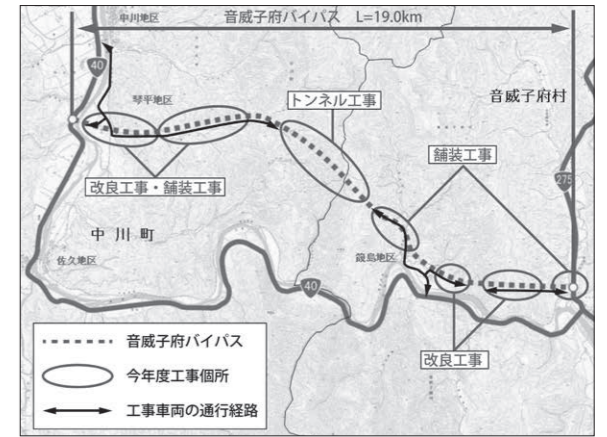 中川地区
音威子府バイパス L=19.0km
40
琴平地区
トンネル工事
音威子府村
舗装工事
改良工事・舗装工事
275
中川町
佐久地区
筬島地区
40
改良工事
音威子府バイパス
今年度工事個所
工事車両の通行経路